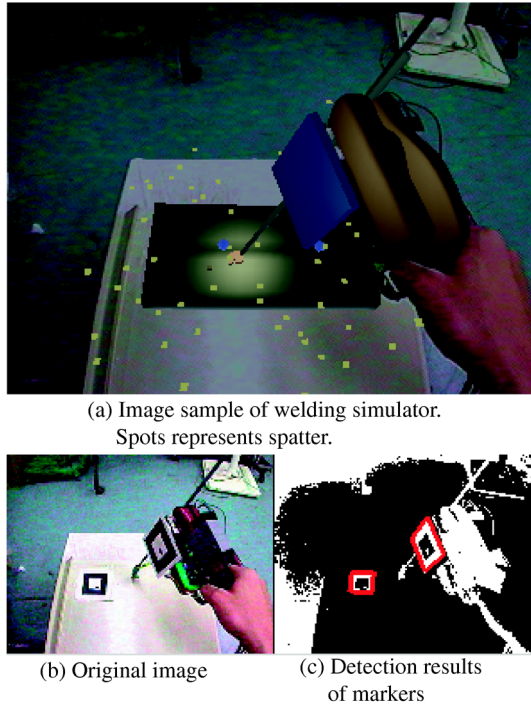 (a) Image sample of welding simulator.
Spots represents spatter.
(b) Original image
(c) Detection results
of markers